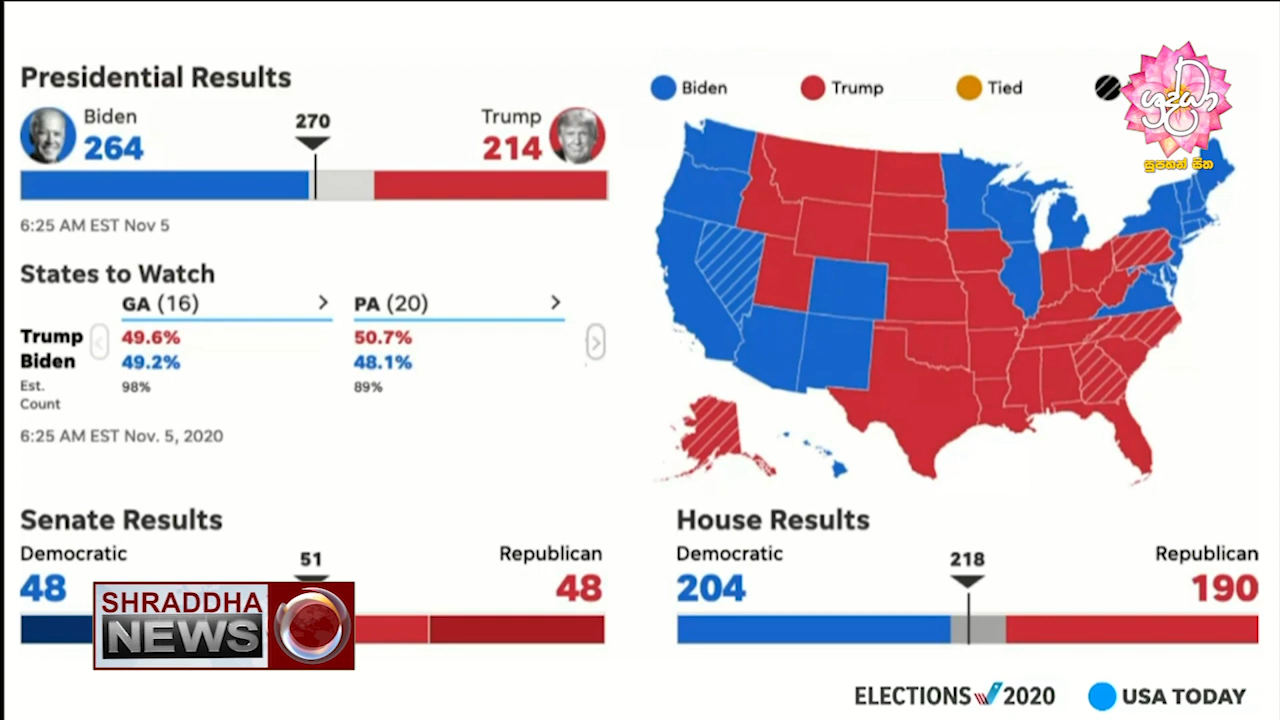 Presidential Results
Biden
264
270
Trump
214
6:25 AM EST Nov 5
States to Watch
GA (16) PA (20)
Trump 49.6% 50.7%
Biden 49.2% 48.1%
Est. Count 98% 89%
6:25 AM EST Nov. 5, 2020
Biden Trump Tied
ශ්‍රද්ධා
සුපහන් සිත
Senate Results
Democratic 51 Republican
48 48
House Results
Democratic 218 Republican
204 190
SHRADDHA
NEWS
ELECTIONS 2020 USA TODAY